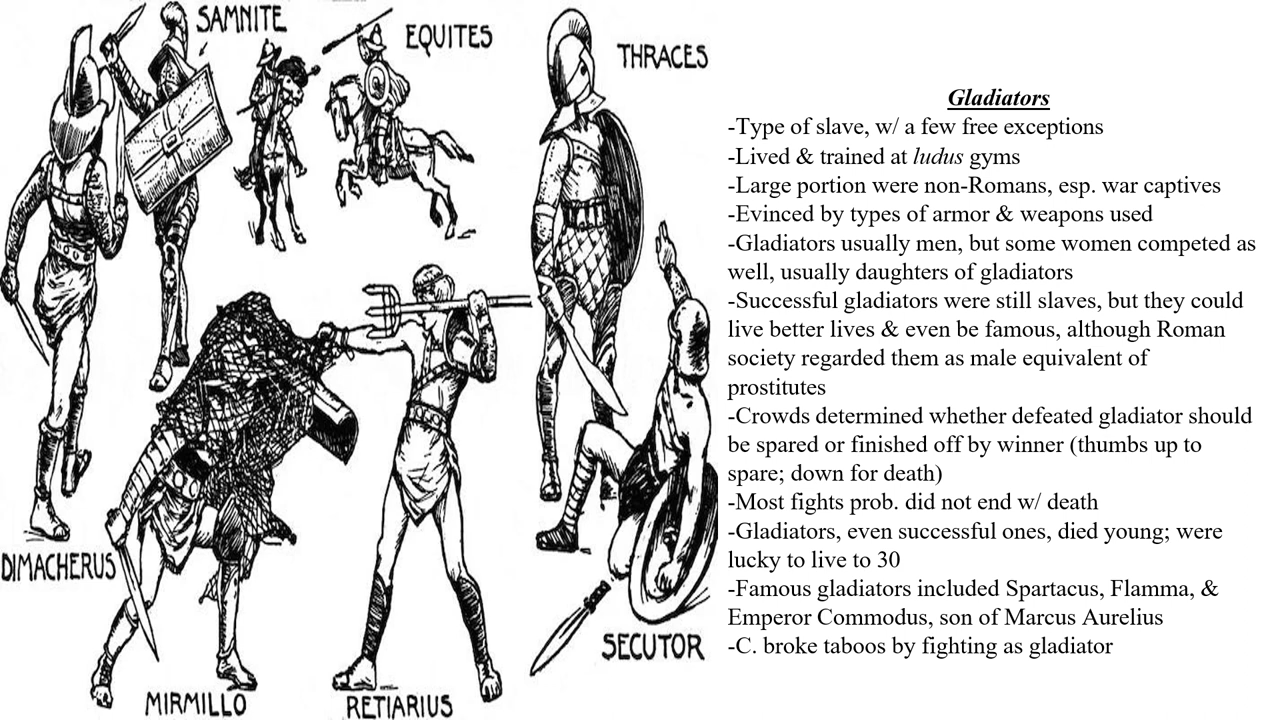 SAMNITE
EQUITES
THRACES
DIMACHERUS
MIRMILLO
RETIARIUS
SECUTOR
Gladiators
-Type of slave, w/ a few free exceptions
-Lived & trained at ludus gyms
-Large portion were non-Romans, esp. war captives
-Evinced by types of armor & weapons used
-Gladiators usually men, but some women competed as
well, usually daughters of gladiators
-Successful gladiators were still slaves, but they could
live better lives & even be famous, although Roman
society regarded them as male equivalent of
prostitutes
-Crowds determined whether defeated gladiator should
be spared or finished off by winner (thumbs up to
spare; down for death)
-Most fights prob. did not end w/ death
-Gladiators, even successful ones, died young; were
lucky to live to 30
-Famous gladiators included Spartacus, Flamma, &
Emperor Commodus, son of Marcus Aurelius
-C. broke taboos by fighting as gladiator